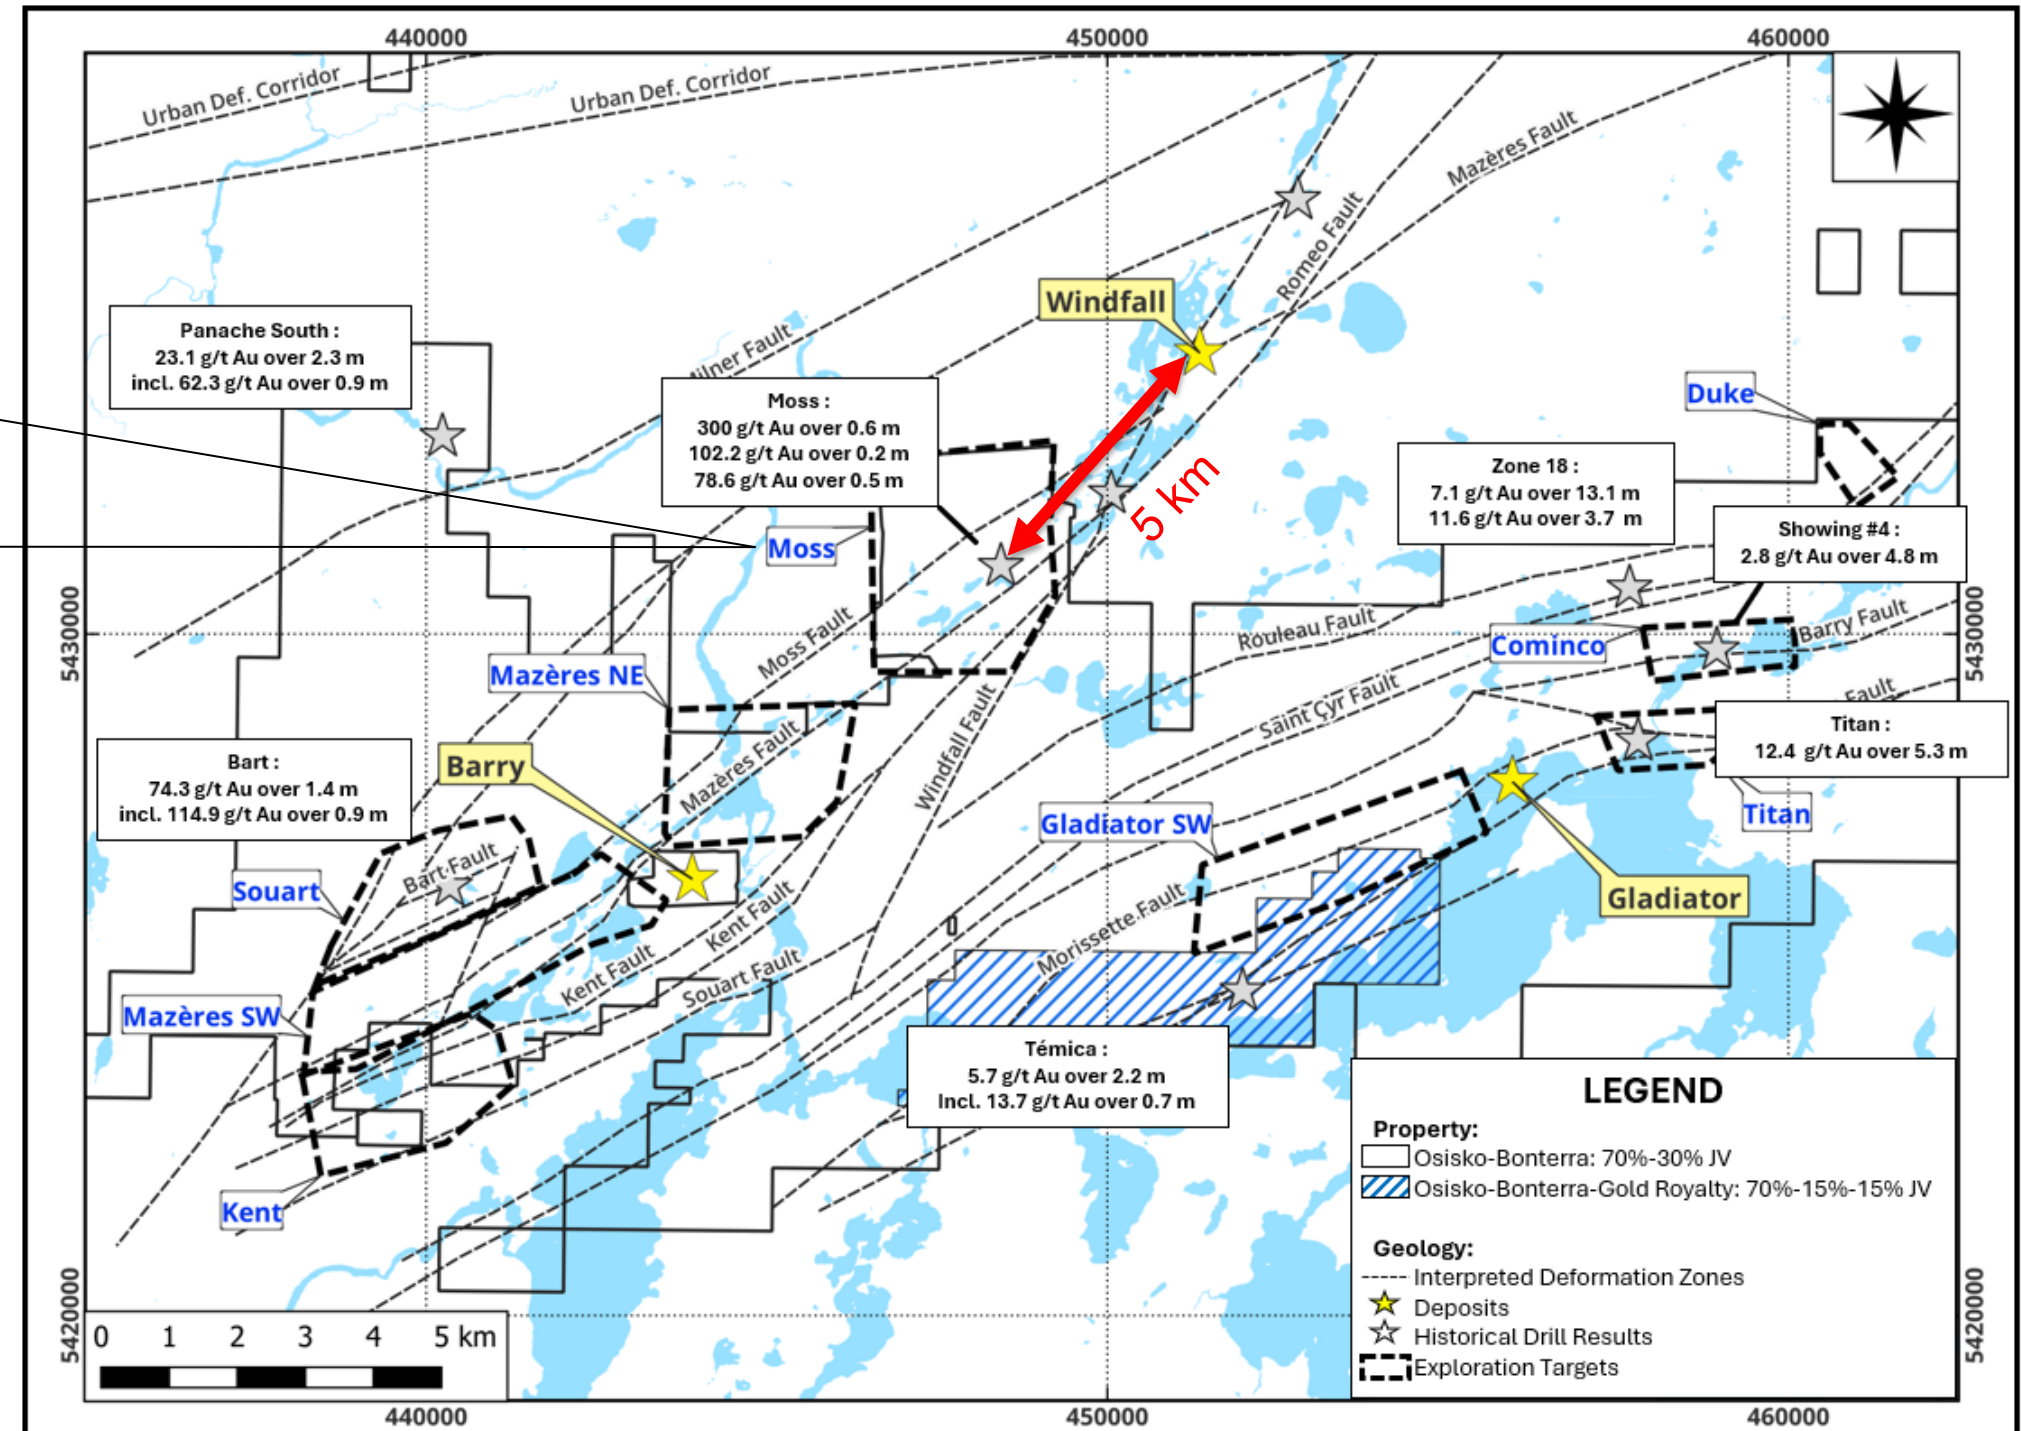 440000
450000
460000
Urban Def. Corridor
Urban Def. Corridor
Mazères Fault
Romeo Fault
Windfall
Panache South :
23.1 g/t Au over 2.3 m
incl. 62.3 g/t Au over 0.9 m
Milner Fault
Moss :
300 g/t Au over 0.6 m
102.2 g/t Au over 0.2 m
78.6 g/t Au over 0.5 m
Duke
5 km
Zone 18 :
7.1 g/t Au over 13.1 m
11.6 g/t Au over 3.7 m
Showing #4 :
2.8 g/t Au over 4.8 m
Moss
5430000
5430000
Moss Fault
Rouleau Fault
Barry Fault
Cominco
Mazères NE
Saint Cyr Fault
Fault
Windfall Fault
Titan :
12.4 g/t Au over 5.3 m
Bart :
74.3 g/t Au over 1.4 m
incl. 114.9 g/t Au over 0.9 m
Barry
Mazères Fault
Gladiator SW
Titan
Bart Fault
Souart
Gladiator
Kent Fault
Morissette Fault
Kent Fault
Souart Fault
Mazères SW
Témica :
5.7 g/t Au over 2.2 m
Incl. 13.7 g/t Au over 0.7 m
Kent
LEGEND
Property:
Osisko-Bonterra: 70%-30% JV
Osisko-Bonterra-Gold Royalty: 70%-15%-15% JV
Geology:
Interpreted Deformation Zones
Deposits
Historical Drill Results
Exploration Targets
5420000
5420000
0 1 2 3 4 5 km
440000
450000
460000